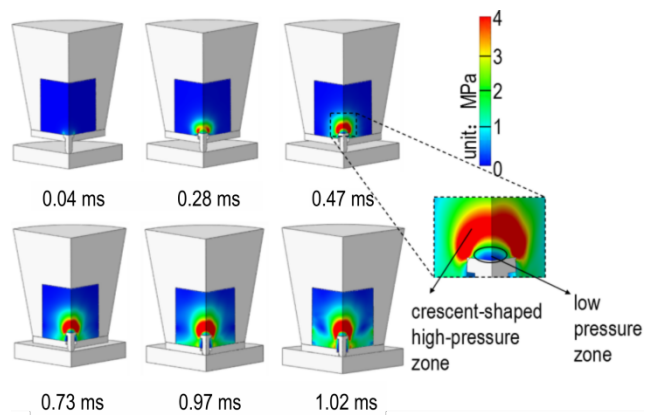 4
3
2
1
0
unit: MPa
0.04 ms
0.28 ms
0.47 ms
crescent-shaped
high-pressure
zone
low
pressure
zone
0.73 ms
0.97 ms
1.02 ms